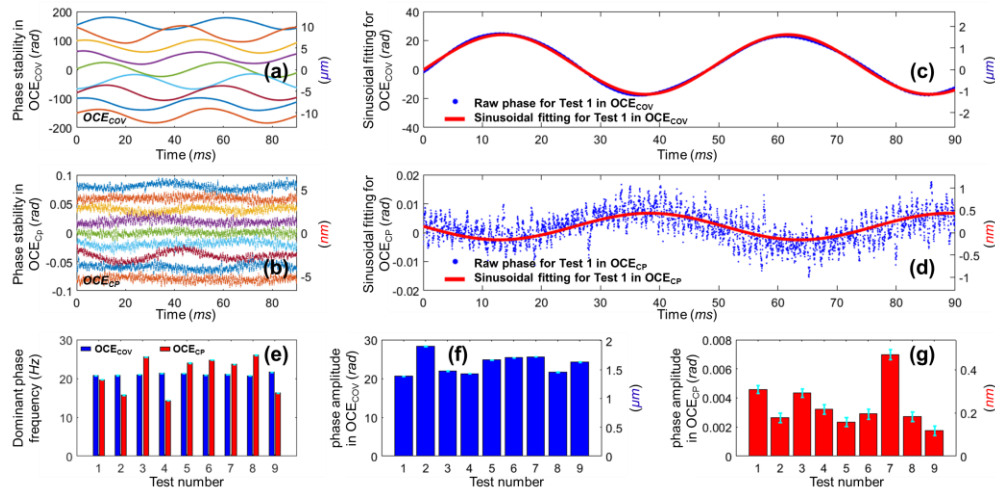 Phase stability in
OCE_COV (rad)
200
100
0
-100
-200
10
5
0
-5
-10
(a)
OCE_COV
0 20 40 60 80
Time (ms)
(μm)
Sinusoidal fitting for
OCE_COV (rad)
40
20
0
-20
-40
2
1
0
-1
-2
(c)
Raw phase for Test 1 in OCE_COV
Sinusoidal fitting for Test 1 in OCE_COV
0 10 20 30 40 50 60 70 80 90
Time (ms)
(μm)
Phase stability in
OCE_CP (rad)
0.1
0.05
0
-0.05
-0.1
5
0
-5
(b)
OCE_CP
0 20 40 60 80
Time (ms)
(nm)
Sinusoidal fitting for
OCE_CP (rad)
0.02
0.01
0
-0.01
-0.02
1
0.5
0
-0.5
-1
(d)
Raw phase for Test 1 in OCE_CP
Sinusoidal fitting for Test 1 in OCE_CP
0 10 20 30 40 50 60 70 80 90
Time (ms)
(nm)
Dominant phase
frequency (Hz)
30
20
10
0
OCE_COV OCE_CP
(e)
1 2 3 4 5 6 7 8 9
Test number
phase amplitude
in OCE_COV (rad)
30
20
10
0
2
1.5
1
0.5
0
(f)
1 2 3 4 5 6 7 8 9
Test number
(μm)
phase amplitude
in OCE_CP (rad)
0.008
0.006
0.004
0.002
0
0.4
0.2
0
(g)
1 2 3 4 5 6 7 8 9
Test number
(nm)